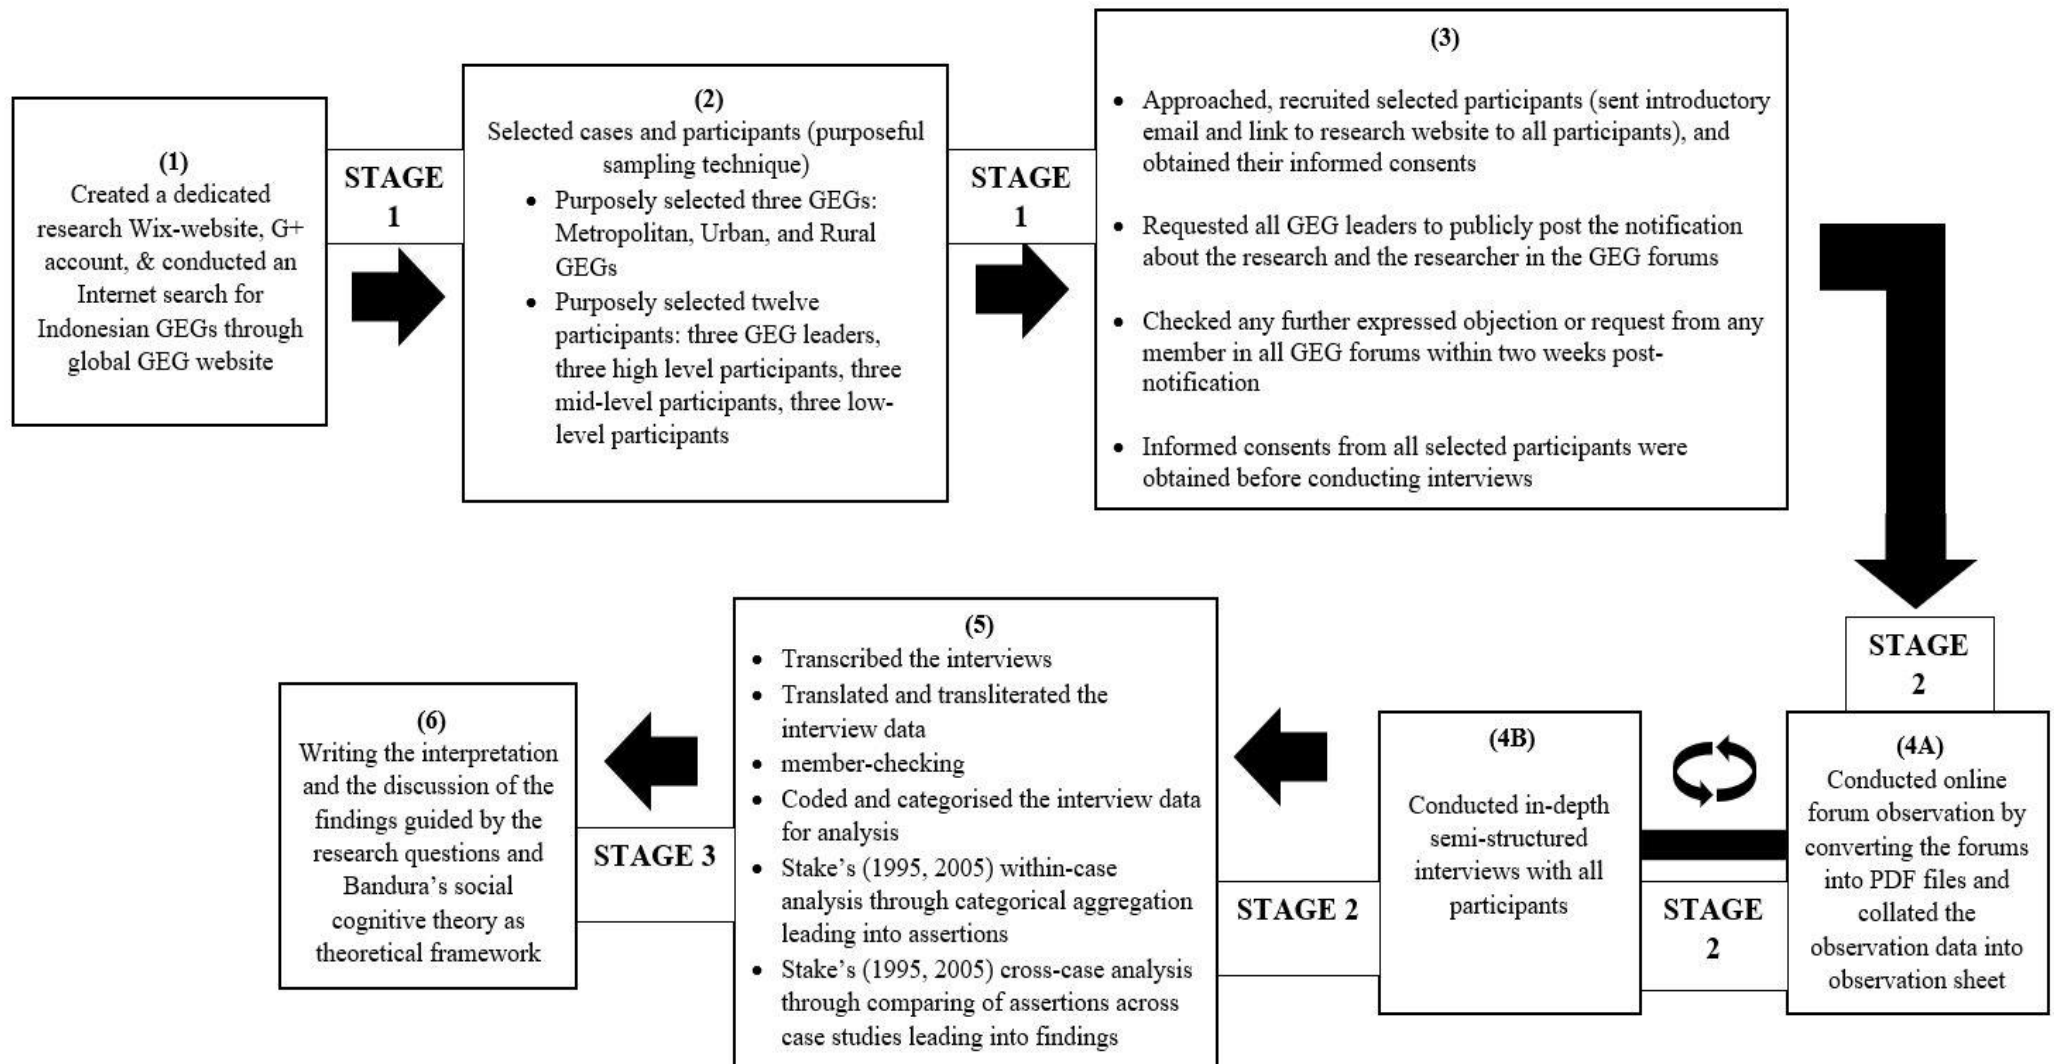 (1)
Created a dedicated
research Wix-website, G+
account, & conducted an
Internet search for
Indonesian GEGs through
global GEG website
STAGE
1
(2)
Selected cases and participants (purposeful
sampling technique)
• Purposely selected three GEGs:
Metropolitan, Urban, and Rural
GEGs
• Purposely selected twelve
participants: three GEG leaders,
three high level participants, three
mid-level participants, three low-
level participants
STAGE
1
(3)
• Approached, recruited selected participants (sent introductory
email and link to research website to all participants), and
obtained their informed consents
• Requested all GEG leaders to publicly post the notification
about the research and the researcher in the GEG forums
• Checked any further expressed objection or request from any
member in all GEG forums within two weeks post-
notification
• Informed consents from all selected participants were
obtained before conducting interviews
STAGE
2
(4A)
Conducted online
forum observation by
converting the forums
into PDF files and
collated the
observation data into
observation sheet
STAGE
2
(4B)
Conducted in-depth
semi-structured
interviews with all
participants
STAGE 2
(5)
• Transcribed the interviews
• Translated and transliterated the
interview data
• member-checking
• Coded and categorised the interview data
for analysis
• Stake's (1995, 2005) within-case
analysis through categorical aggregation
leading into assertions
• Stake's (1995, 2005) cross-case analysis
through comparing of assertions across
case studies leading into findings
STAGE 3
(6)
Writing the interpretation
and the discussion of the
findings guided by the
research questions and
Bandura's social
cognitive theory as
theoretical framework